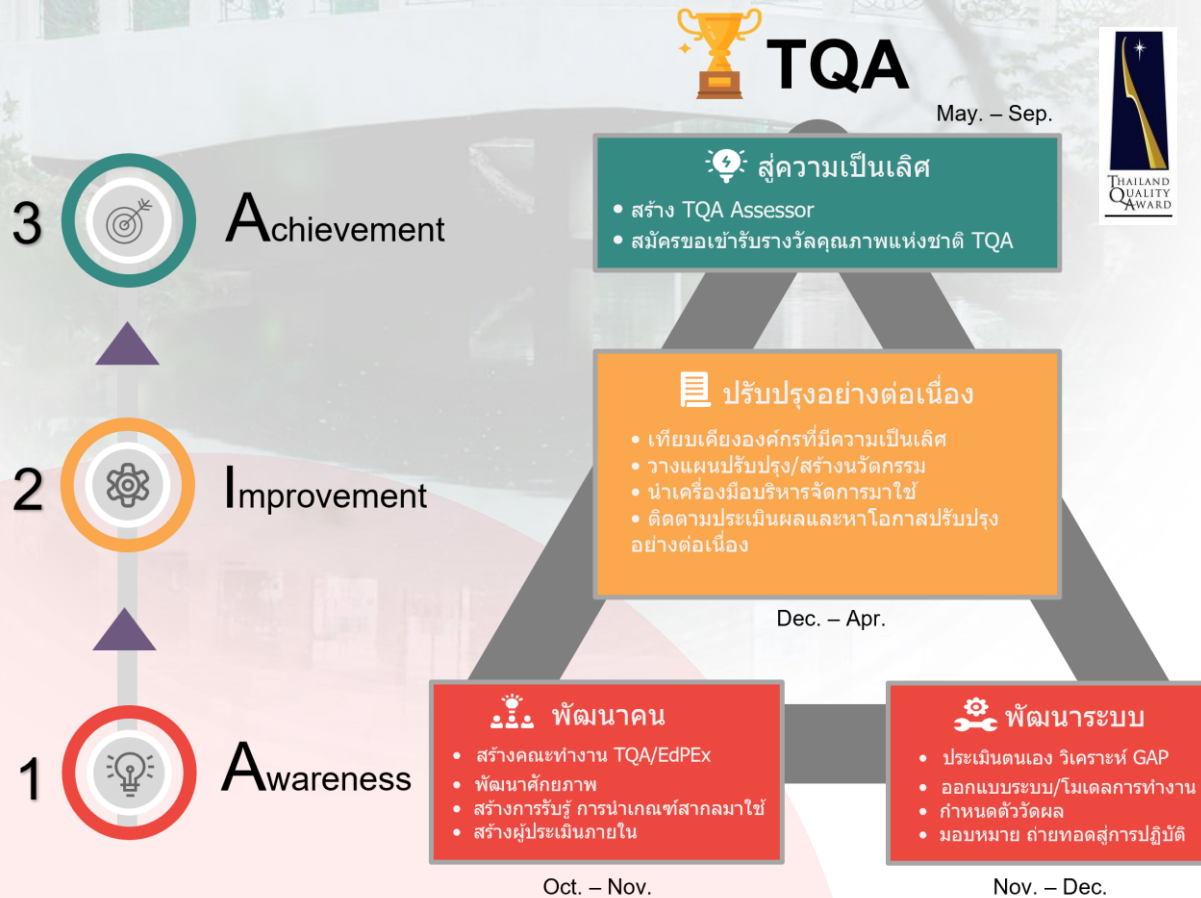 TQA
May. – Sep.
THAILAND
QUALITY
AWARD
3
Achievement
สู่ความเป็นเลิศ
• สร้าง TQA Assessor
• สมัครขอเข้ารับรางวัลคุณภาพแห่งชาติ TQA
2
Improvement
ปรับปรุงอย่างต่อเนื่อง
• เทียบเคียงองค์กรที่มีความเป็นเลิศ
• วางแผนปรับปรุง/สร้างนวัตกรรม
• นำเครื่องมือบริหารจัดการมาใช้
• ติดตามประเมินผลและหาโอกาสปรับปรุง
อย่างต่อเนื่อง
Dec. – Apr.
1
Awareness
พัฒนาคน
• สร้างคณะทำงาน TQA/EdPEx
• พัฒนาศักยภาพ
• สร้างการรับรู้ การนำเกณฑ์สากลมาใช้
• สร้างผู้ประเมินภายใน
Oct. – Nov.
พัฒนาระบบ
• ประเมินตนเอง วิเคราะห์ GAP
• ออกแบบระบบ/โมเดลการทำงาน
• กำหนดตัววัดผล
• มอบหมาย ถ่ายทอดสู่การปฏิบัติ
Nov. – Dec.